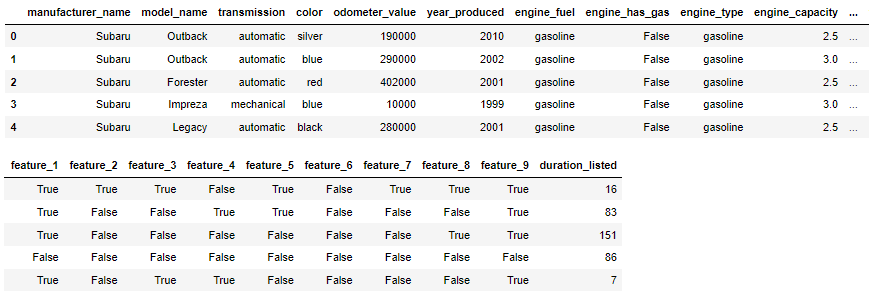 manufacturer_name model_name transmission color odometer_value year_produced engine_fuel engine_has_gas engine_type engine_capacity ...
0 Subaru Outback automatic silver 190000 2010 gasoline False gasoline 2.5 ...
1 Subaru Outback automatic blue 290000 2002 gasoline False gasoline 3.0 ...
2 Subaru Forester automatic red 402000 2001 gasoline False gasoline 2.5 ...
3 Subaru Impreza mechanical blue 10000 1999 gasoline False gasoline 3.0 ...
4 Subaru Legacy automatic black 280000 2001 gasoline False gasoline 2.5 ...
feature_1 feature_2 feature_3 feature_4 feature_5 feature_6 feature_7 feature_8 feature_9 duration_listed
True True True False True False True True True 16
True False False True True False False False True 83
True False False False False False False True True 151
False False False False False False False False False 86
True False True True False False False False True 7